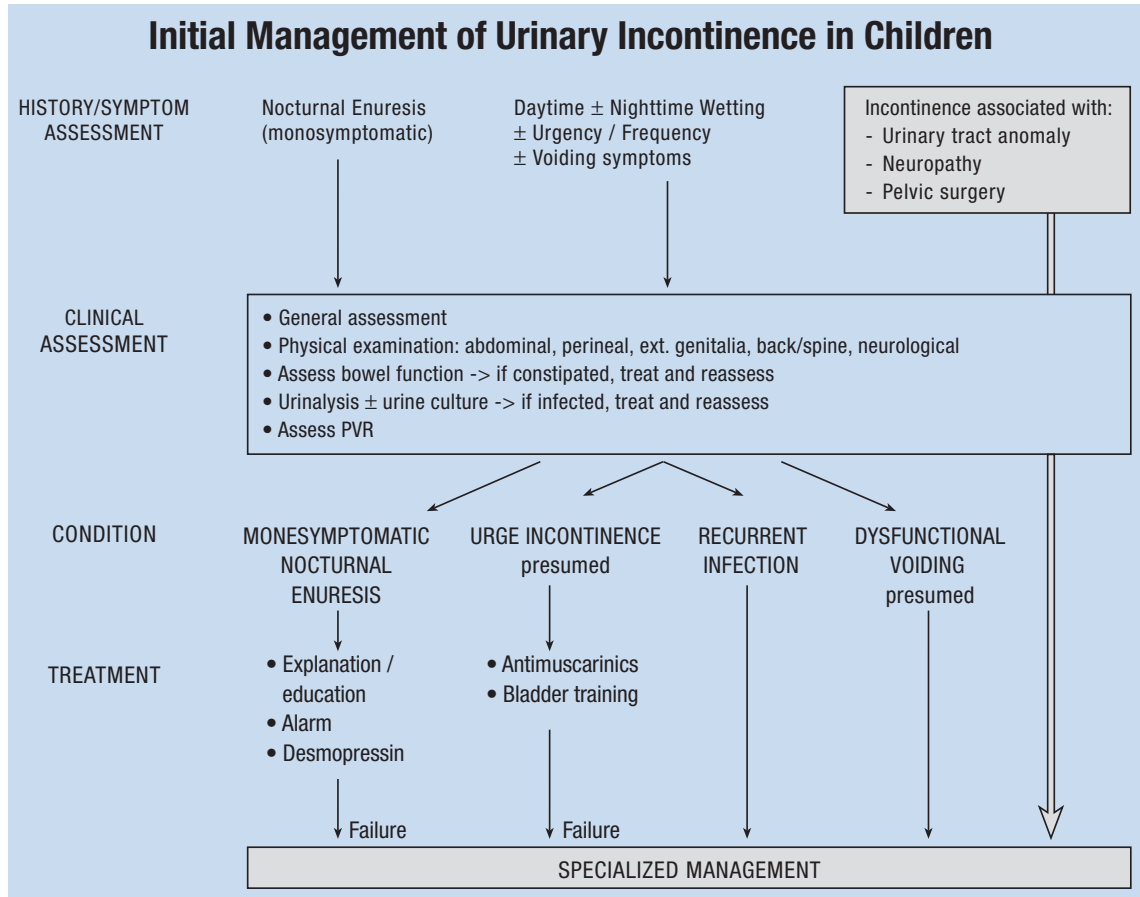 Initial Management of Urinary Incontinence in Children
HISTORY/SYMPTOM
ASSESSMENT
Nocturnal Enuresis
(monosymptomatic)
Daytime ± Nighttime Wetting
± Urgency / Frequency
± Voiding symptoms
Incontinence associated with:
- Urinary tract anomaly
- Neuropathy
- Pelvic surgery
CLINICAL
ASSESSMENT
• General assessment
• Physical examination: abdominal, perineal, ext. genitalia, back/spine, neurological
• Assess bowel function -> if constipated, treat and reassess
• Urinalysis ± urine culture -> if infected, treat and reassess
• Assess PVR
CONDITION
MONESYMPTOMATIC
NOCTURNAL
ENURESIS
URGE INCONTINENCE
presumed
RECURRENT
INFECTION
DYSFUNCTIONAL
VOIDING
presumed
TREATMENT
• Explanation /
education
• Alarm
• Desmopressin
• Antimuscarinics
• Bladder training
Failure
Failure
SPECIALIZED MANAGEMENT